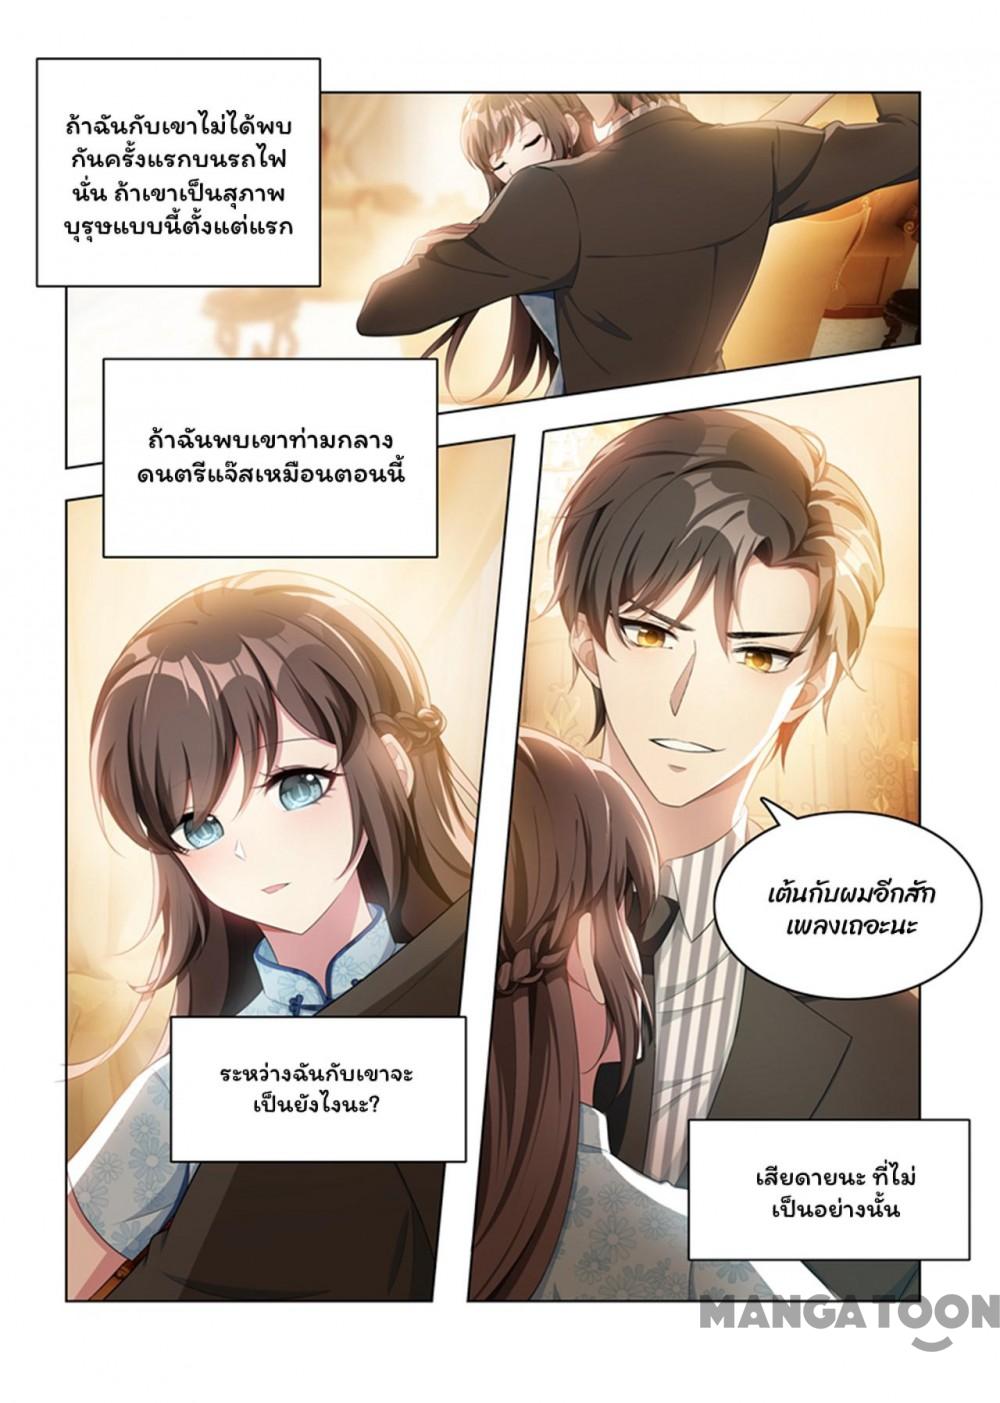 ถ้าฉันกับเขาไม่ได้พบ
กันครั้งแรกบนรถไฟ
นั่น ถ้าเขาเป็นสุภาพ
บุรุษแบบนี้ตั้งแต่แรก
ถ้าฉันพบเขาท่ามกลาง
ดนตรีแจ๊สเหมือนตอนนี้
เต้นกับผมอีกสัก
เพลงเถอะนะ
ระหว่างฉันกับเขาจะ
เป็นยังไงนะ?
เสียดายนะ ที่ไม่
เป็นอย่างนั้น
MANGATOON